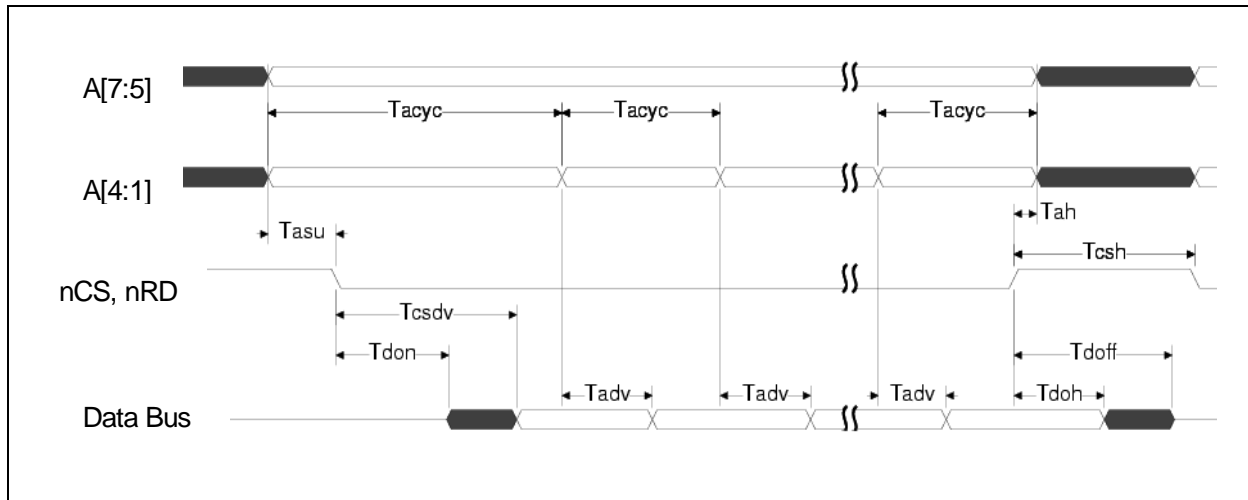 A[7:5]
Tacyc Tacyc Tacyc
A[4:1]
Tah
Tasu
Tcsh
nCS, nRD
Tcsdv
Tdon Tdoff
Tadv Tadv Tadv Tdoh
Data Bus